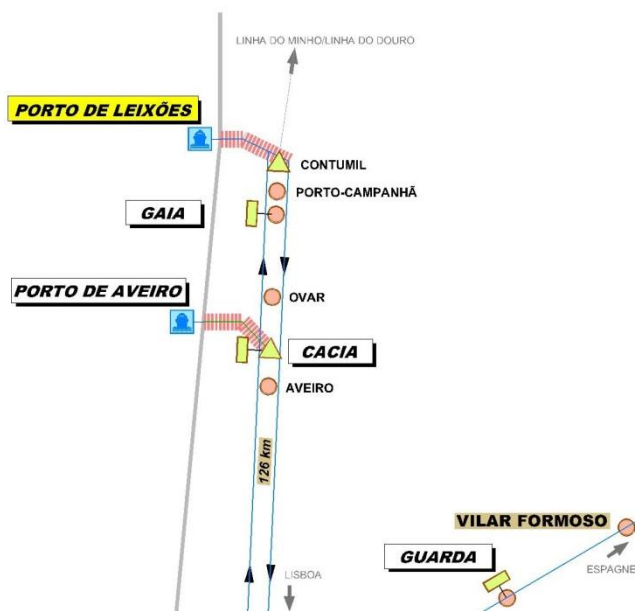 LINHA DO MINHO/LINHA DO DOURO
PORTO DE LEIXÕES
CONTUMIL
PORTO-CAMPANHÃ
GAIA
PORTO DE AVEIRO
OVAR
CACIA
AVEIRO
126 km
VILAR FORMOSO
GUARDA
ESPAGNE
LISBOA